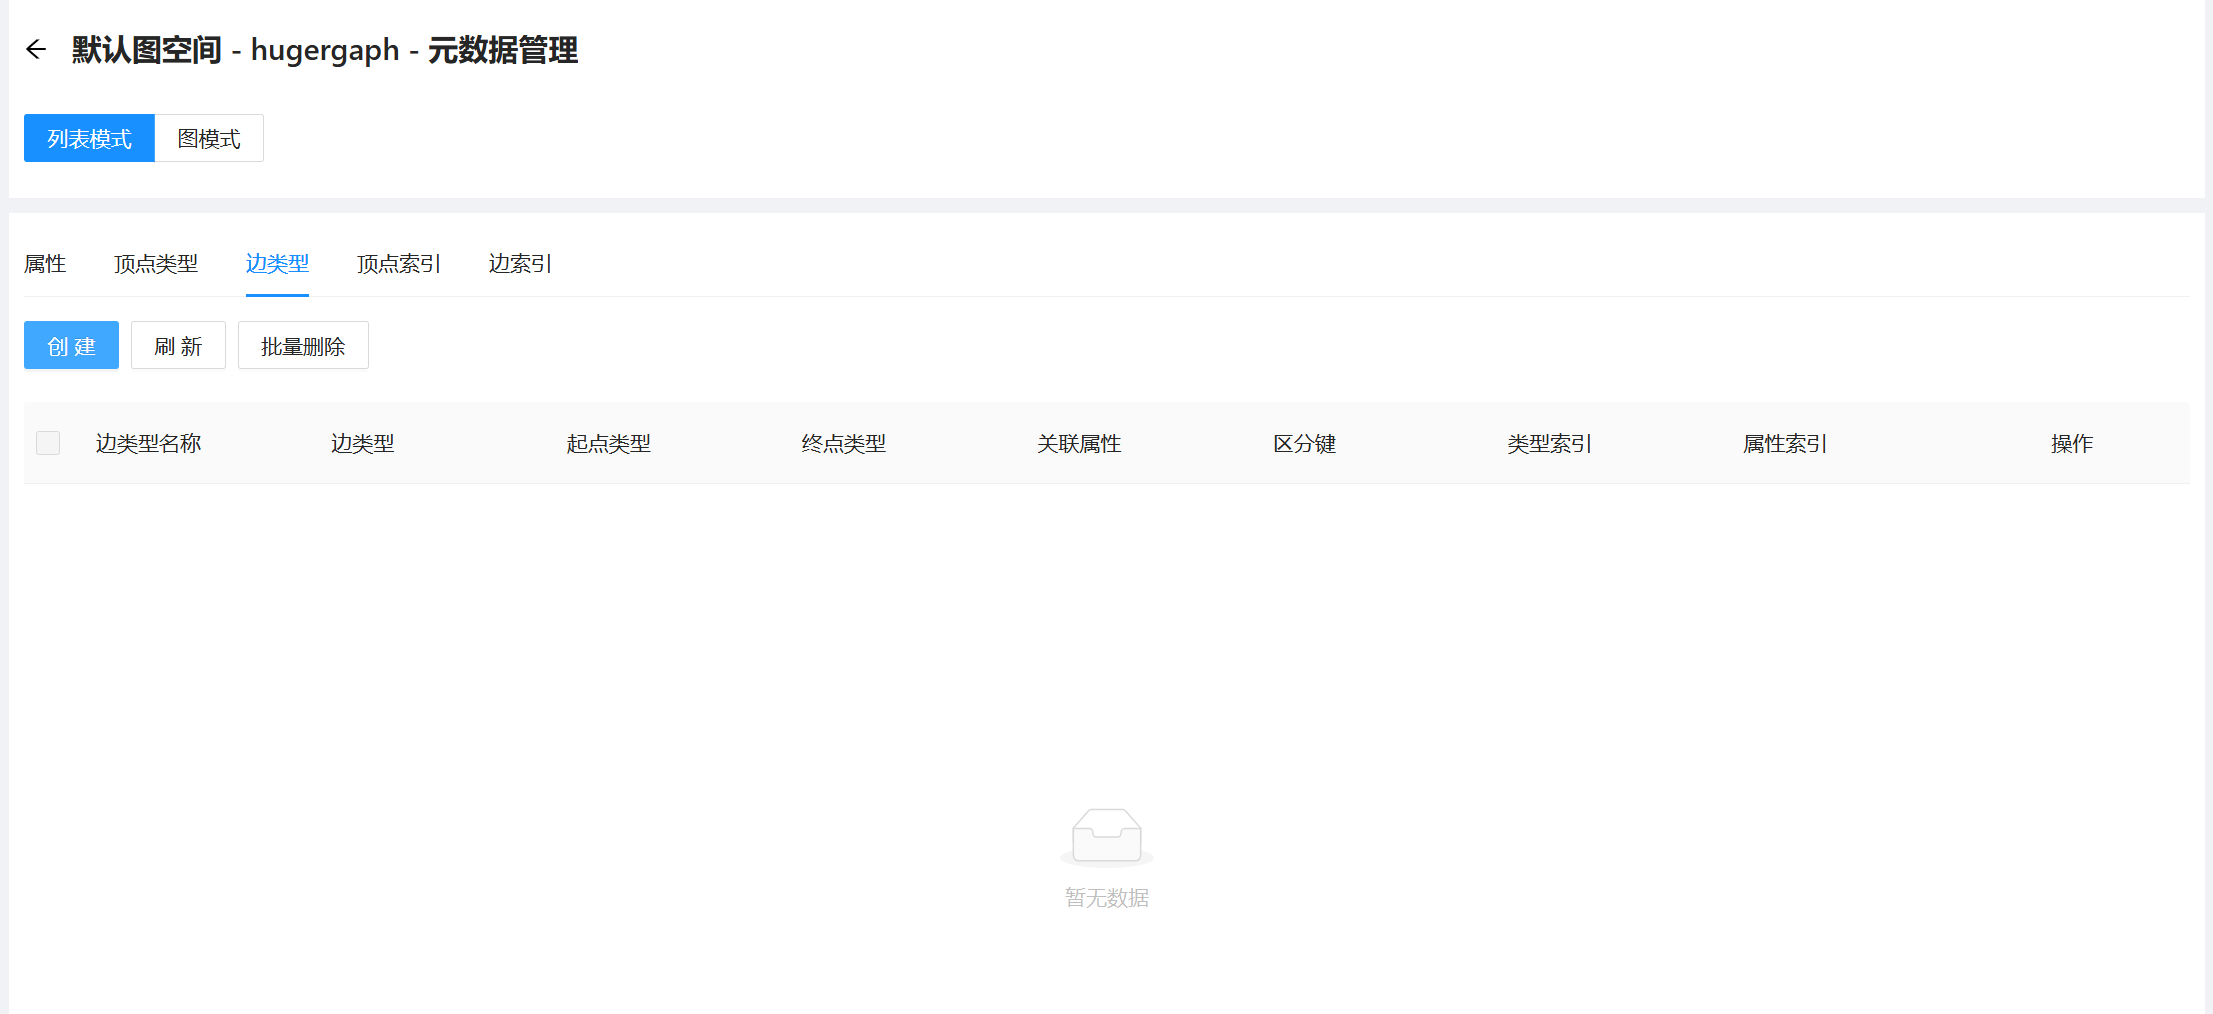 默认图空间 - hugergaph - 元数据管理
列表模式 图模式
属性 顶点类型 边类型 顶点索引 边索引
创 建 刷 新 批量删除
边类型名称 边类型 起点类型 终点类型 关联属性 区分键 类型索引 属性索引 操作
暂无数据